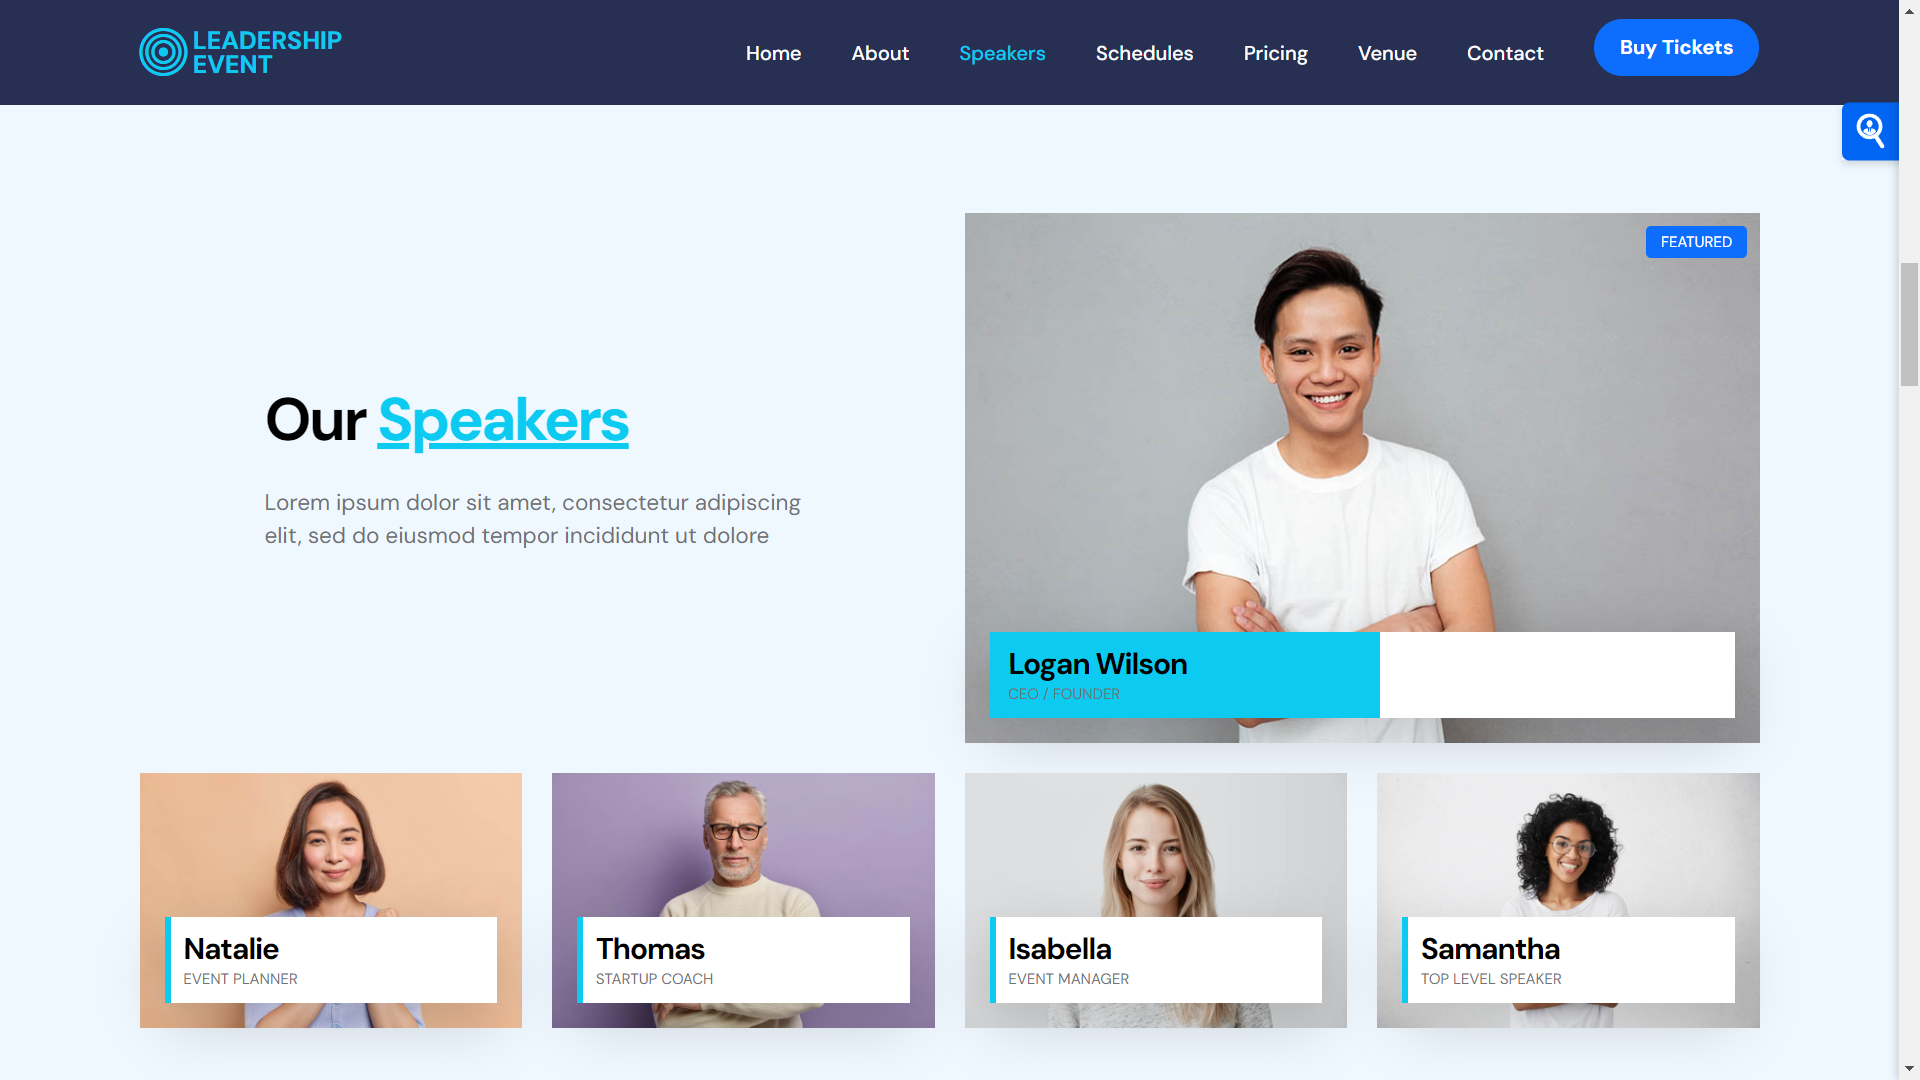 LEADERSHIP
EVENT
Home About Speakers Schedules Pricing Venue Contact Buy Tickets
FEATURED
Our Speakers
Lorem ipsum dolor sit amet, consectetur adipiscing
elit, sed do eiusmod tempor incididunt ut dolore
Logan Wilson
CEO / FOUNDER
Natalie
EVENT PLANNER
Thomas
STARTUP COACH
Isabella
EVENT MANAGER
Samantha
TOP LEVEL SPEAKER